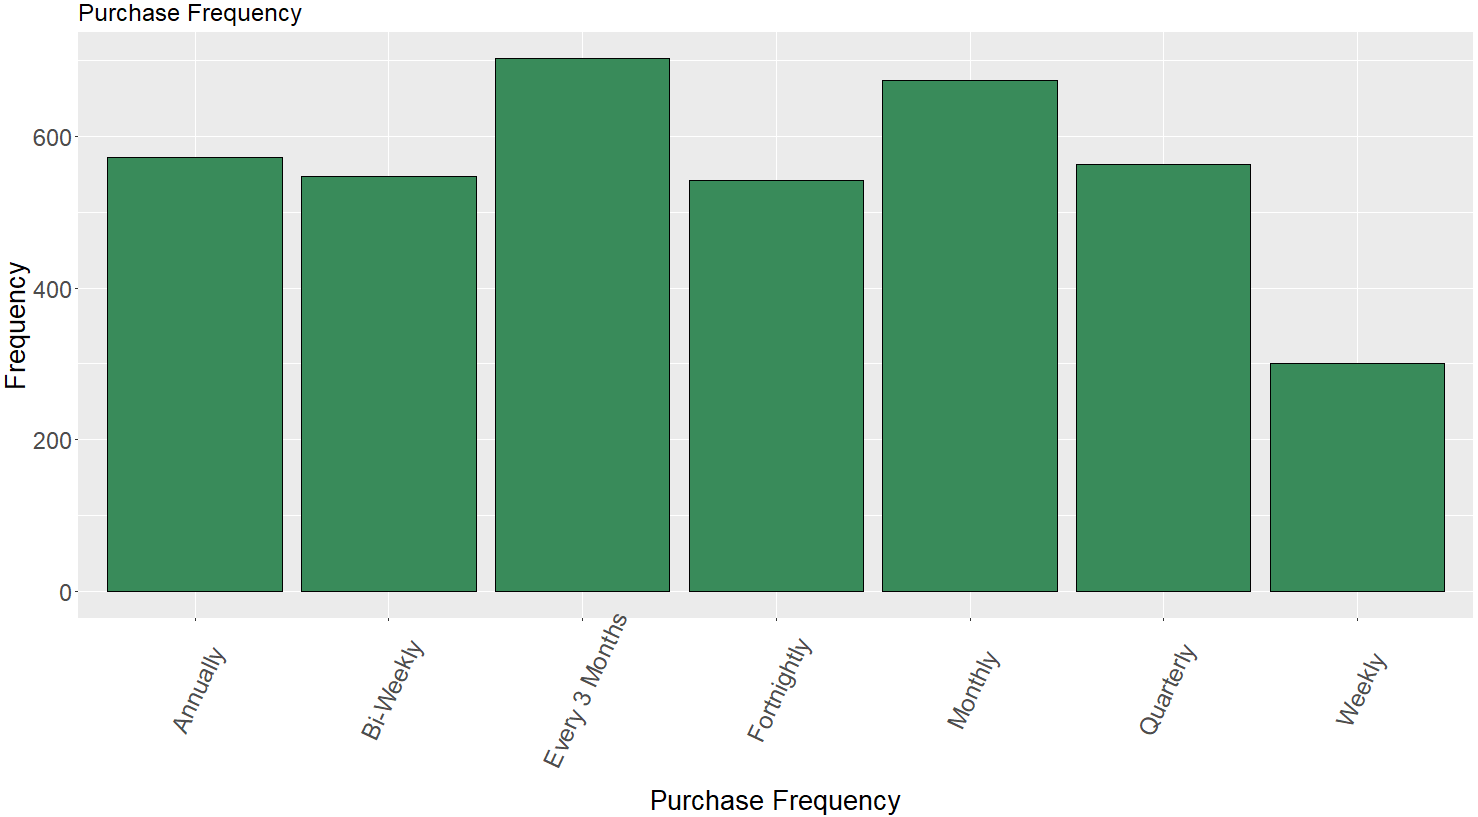 Purchase Frequency
Frequency
600
400
200
0
Annually
Bi-Weekly
Every 3 Months
Fortnightly
Monthly
Quarterly
Weekly
Purchase Frequency